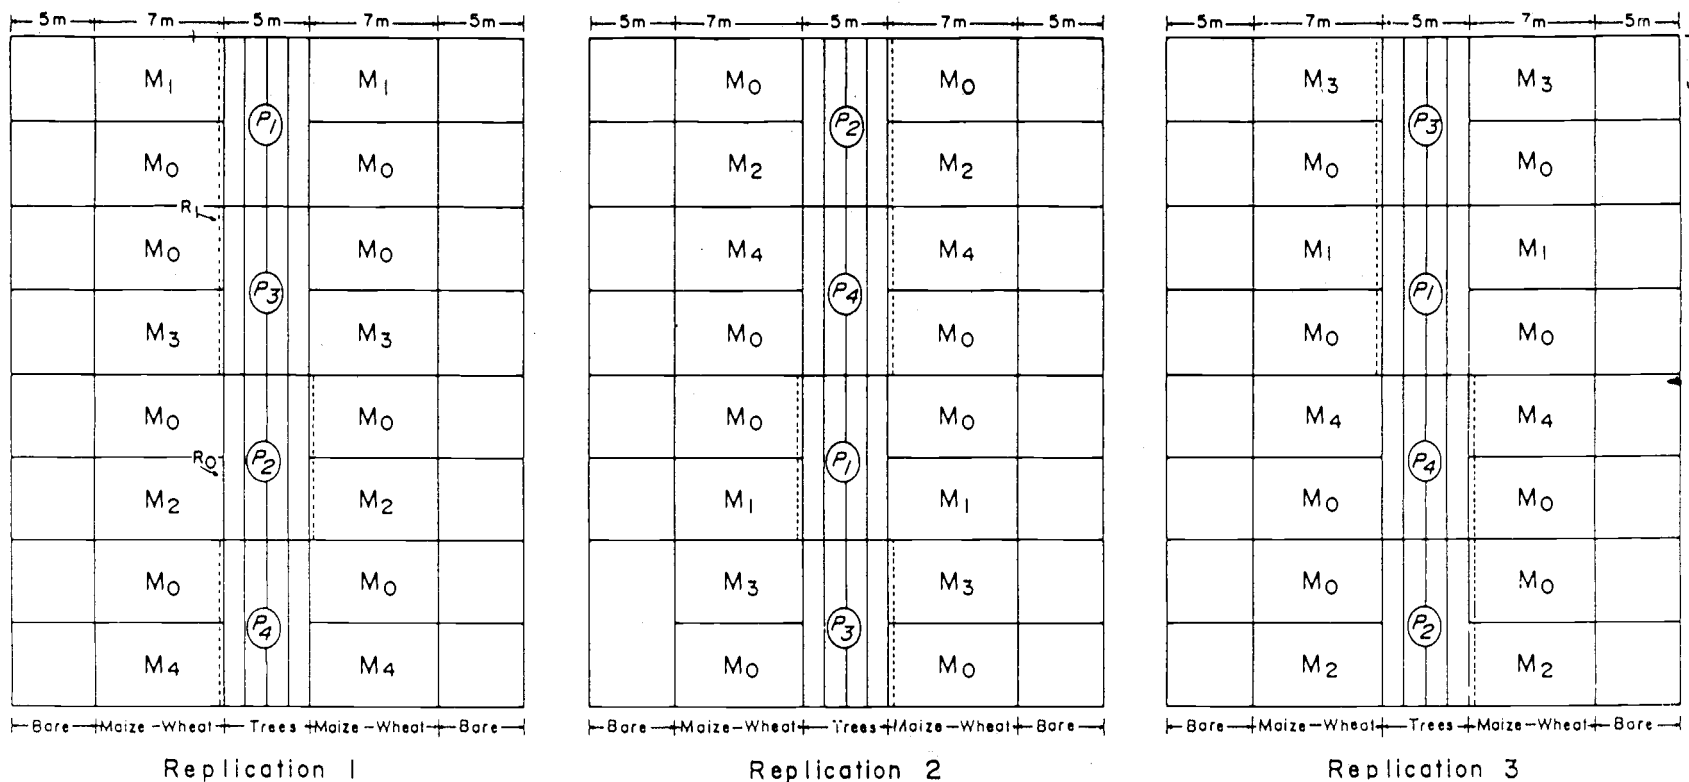 5m 7m 5m 7m 5m 5m 7m 5m 7m 5m 5m 7m 5m 7m 5m
M1 M1 M0 M0 M3 M3
P1 P2 P3
M0 M0 M2 M2 M0 M0
R1
M0 M0 M4 M4 M1 M1
P3 P4 P1
M3 M3 M0 M0 M0 M0
M0 M0 M0 M0 M4 M4
R0 P2 P1 P4
M2 M2 M1 M1 M0 M0
M0 M0 M3 M3 M0 M0
P4 P3 P2
M4 M4 M0 M0 M2 M2
Bare Maize-Wheat Trees Maize-Wheat Bare Bare Maize-Wheat Trees Maize-Wheat Bare Bare Maize-Wheat Trees Maize-Wheat Bare
Replication 1 Replication 2 Replication 3